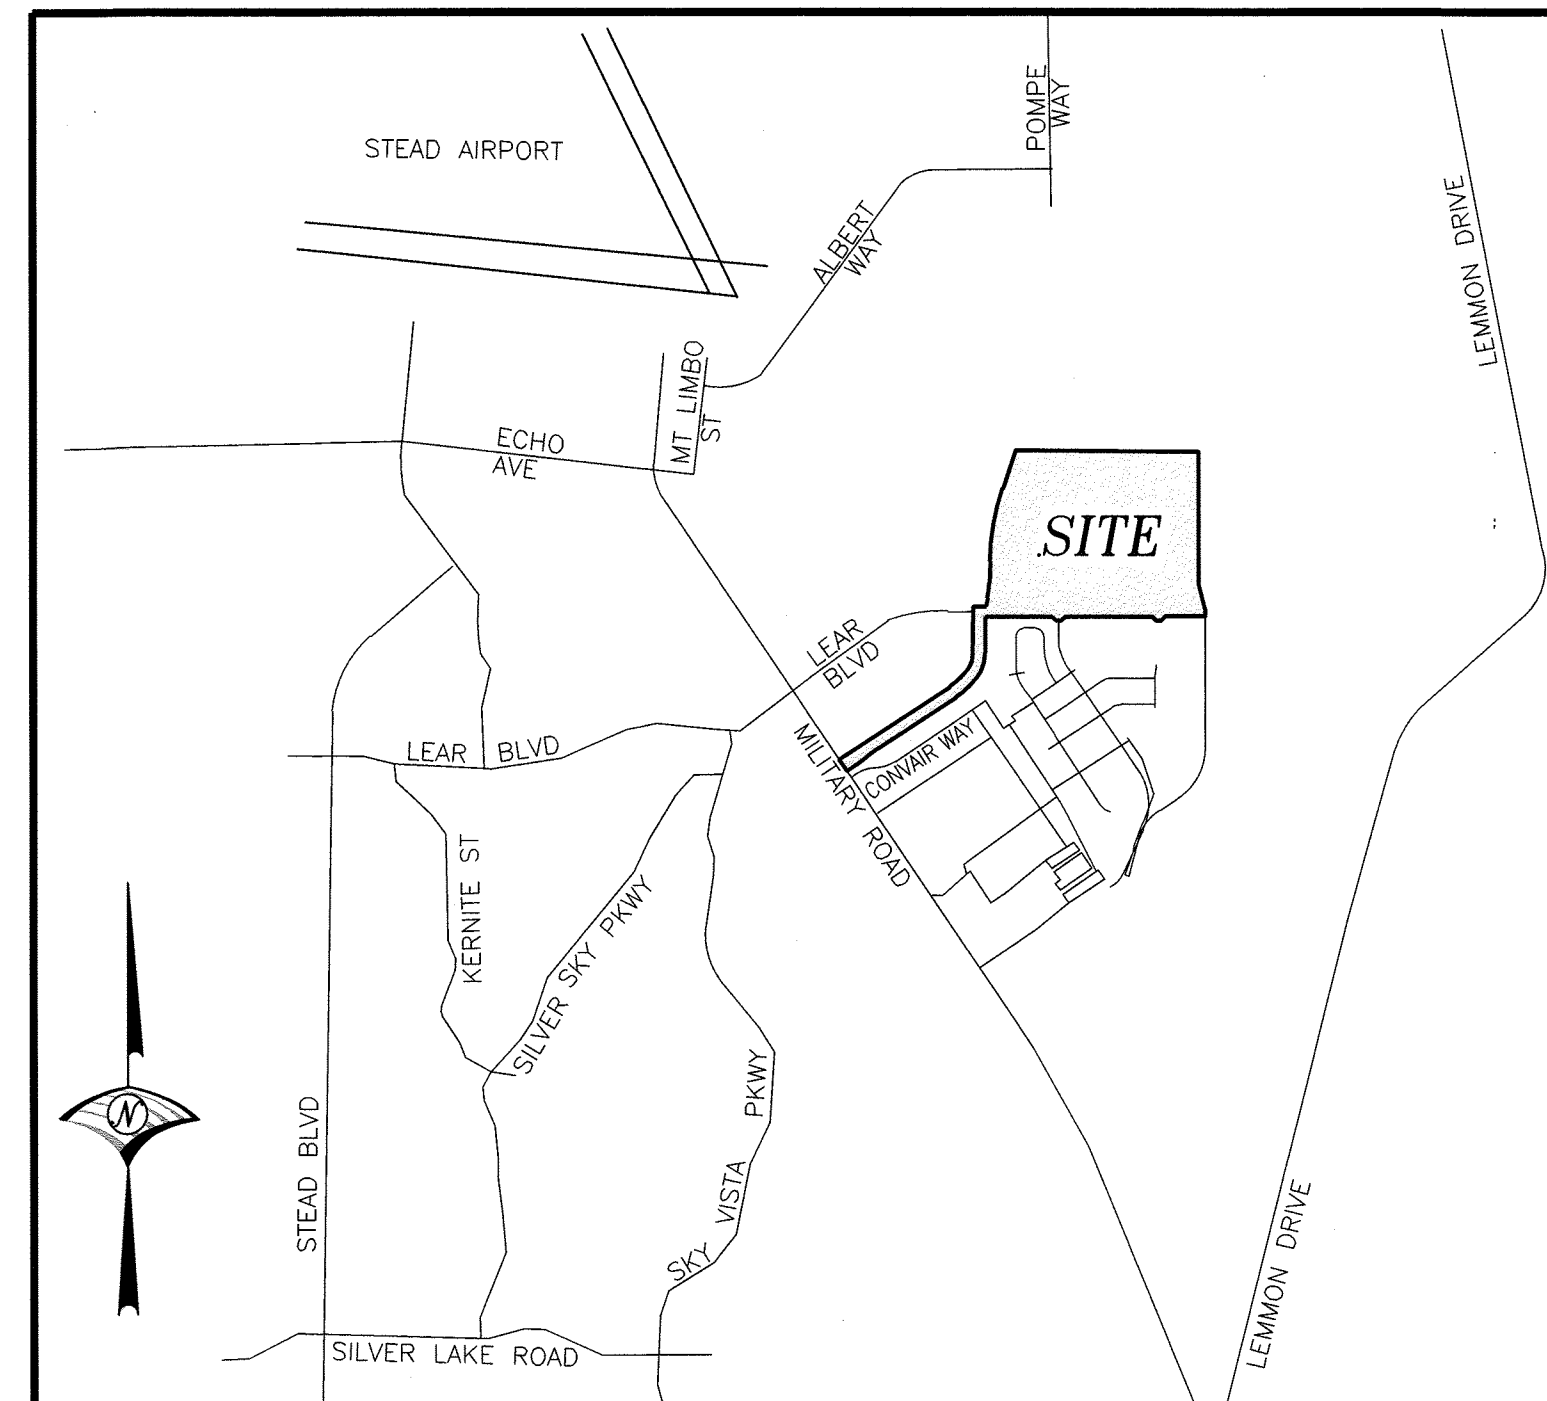 POMPE
WAY
STEAD AIRPORT
LEMMON DRIVE
ALBERT
WAY
MT LIMBO
ST
ECHO
AVE
.SITE
LEAR
BLVD
LEAR BLVD
MILITARY ROAD
CONVAIR WAY
KERNITE ST
SILVER SKY PKWY
N
STEAD BLVD
SKY VISTA PKWY
LEMMON DRIVE
SILVER LAKE ROAD